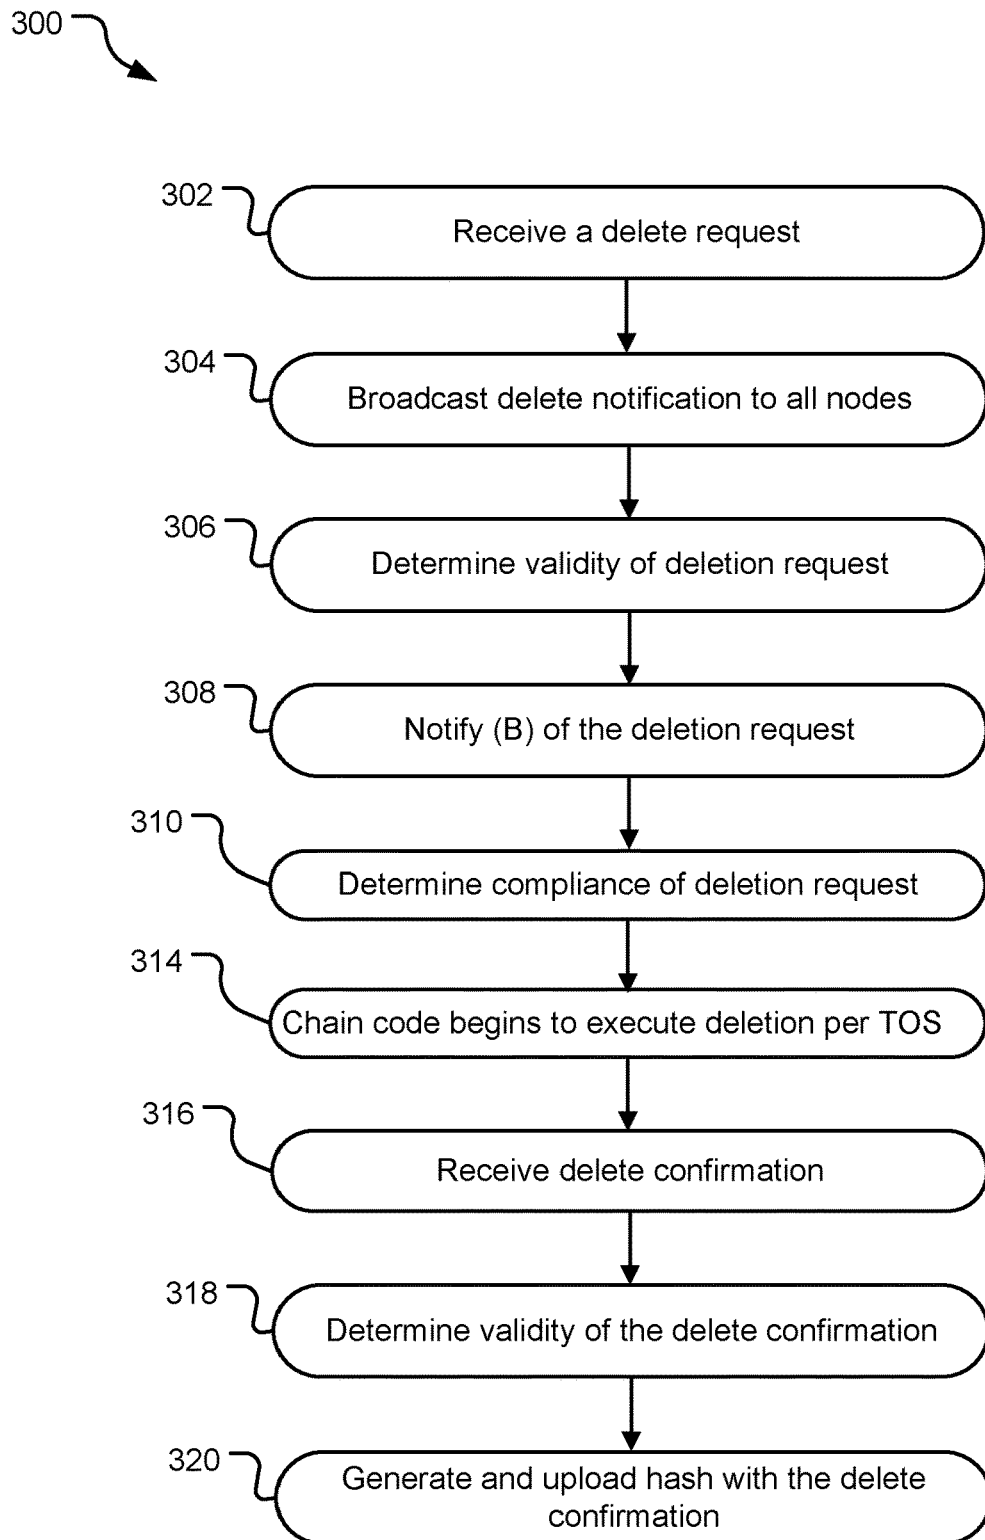 300
302
Receive a delete request
304
Broadcast delete notification to all nodes
306
Determine validity of deletion request
308
Notify (B) of the deletion request
310
Determine compliance of deletion request
314
Chain code begins to execute deletion per TOS
316
Receive delete confirmation
318
Determine validity of the delete confirmation
320
Generate and upload hash with the delete
confirmation